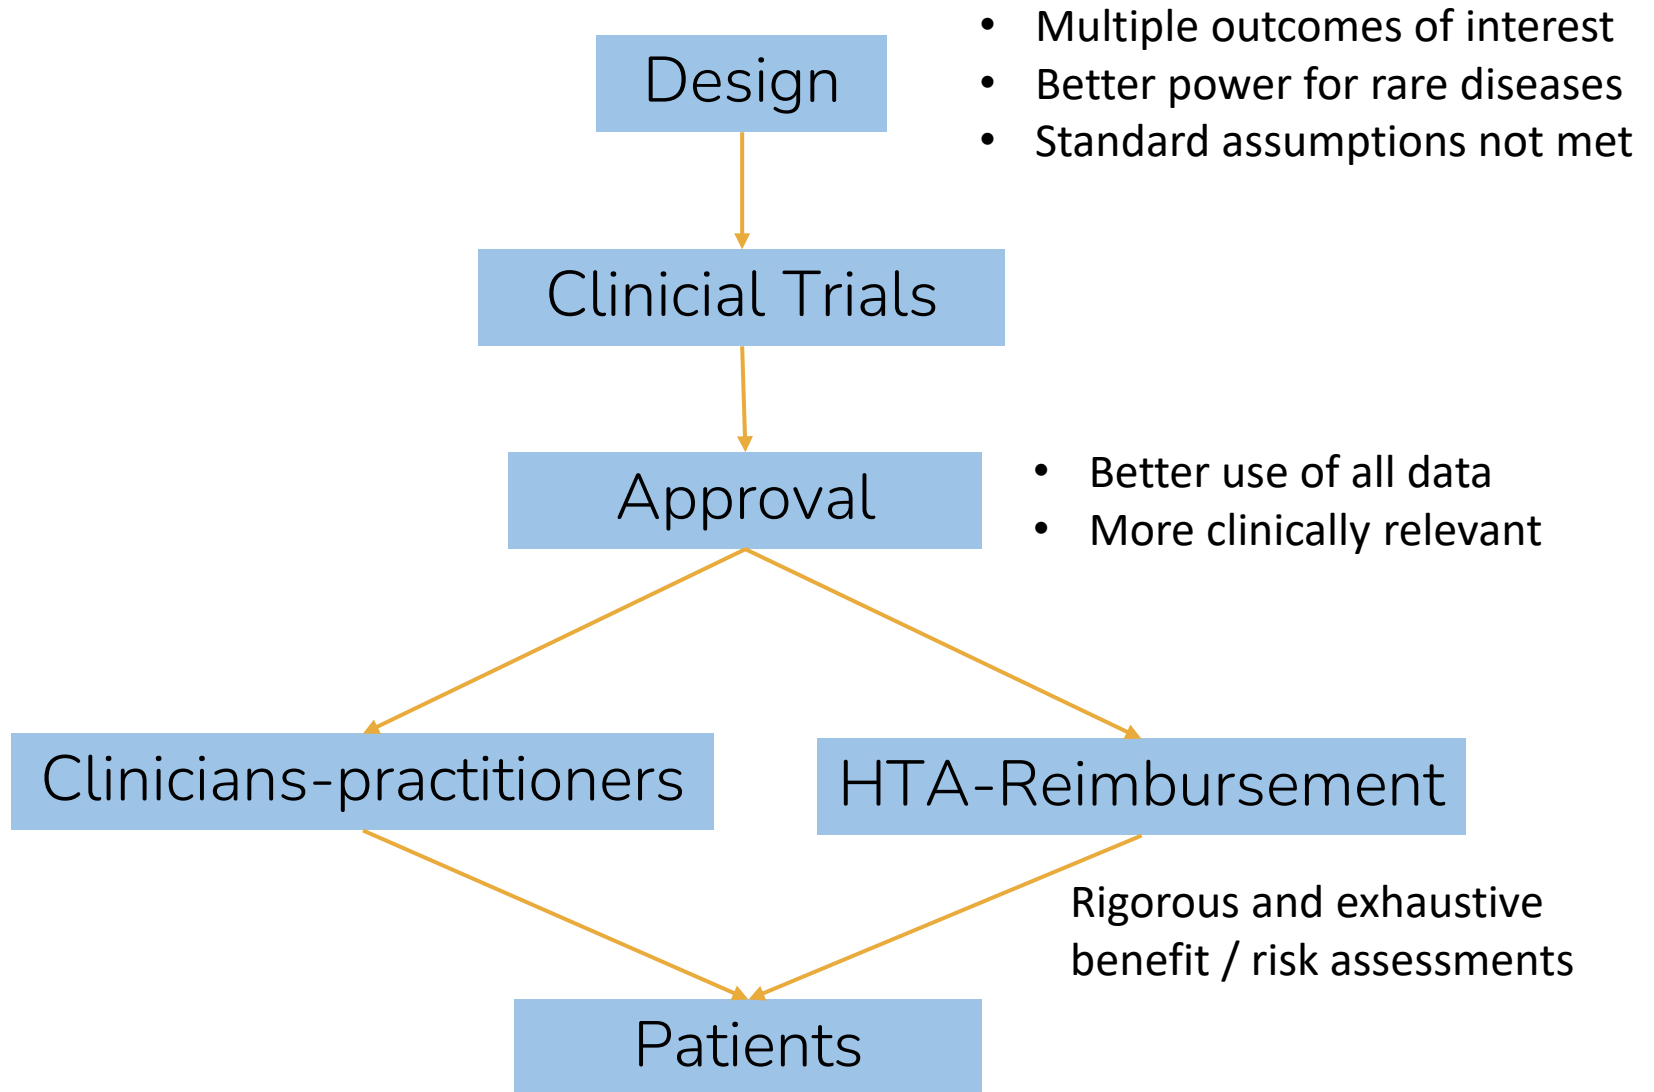 • Multiple outcomes of interest
Design
• Better power for rare diseases
• Standard assumptions not met
Clinicial Trials
Approval
• Better use of all data
• More clinically relevant
Clinicians-practitioners
HTA-Reimbursement
Rigorous and exhaustive
benefit / risk assessments
Patients